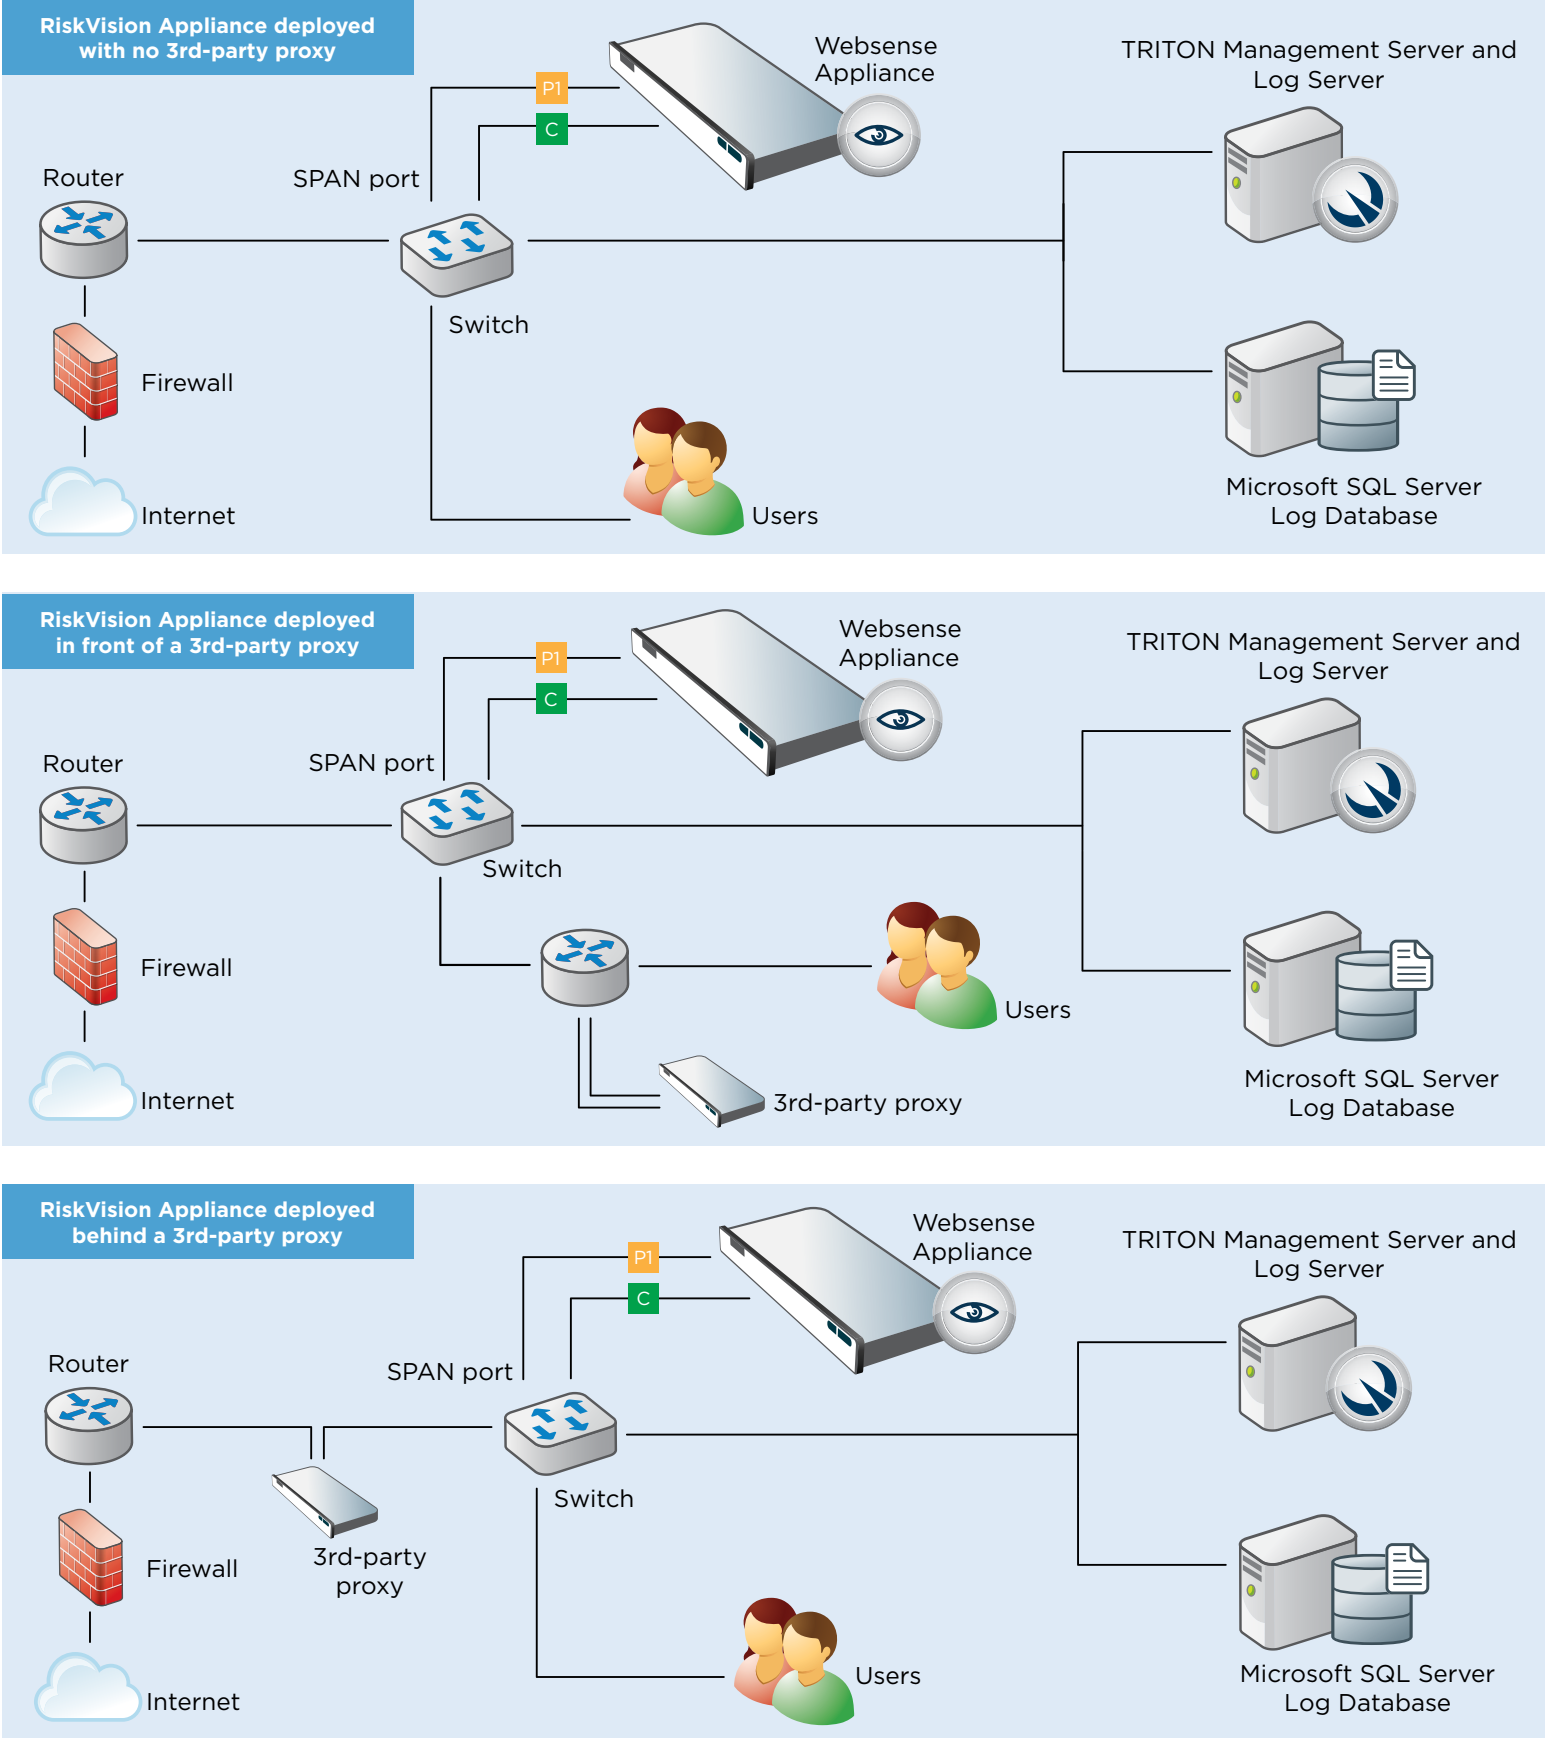 RiskVision Appliance deployed
with no 3rd-party proxy
Websense
Appliance
TRITON Management Server and
Log Server
P1
C
Router
SPAN port
Switch
Firewall
Internet
Users
Microsoft SQL Server
Log Database
RiskVision Appliance deployed
in front of a 3rd-party proxy
Websense
Appliance
TRITON Management Server and
Log Server
P1
C
Router
SPAN port
Switch
Firewall
Users
Internet
3rd-party proxy
Microsoft SQL Server
Log Database
RiskVision Appliance deployed
behind a 3rd-party proxy
Websense
Appliance
TRITON Management Server and
Log Server
P1
C
Router
SPAN port
Switch
Firewall
3rd-party
proxy
Users
Internet
Microsoft SQL Server
Log Database